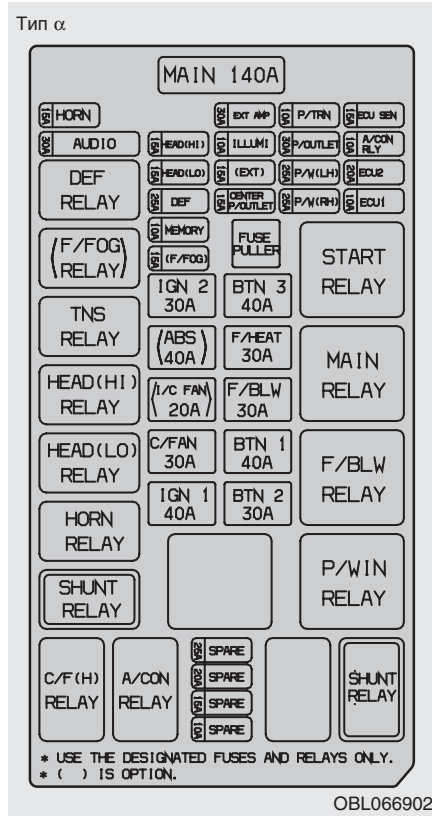 Тип α
MAIN 140A
15A HORN
30A EXT AMP
10A P/TRN
15A ECU SEN
30A AUDIO
15A HEAD(HI)
10A ILLUMI
30A P/OUTLET
10A A/CON RLY
15A HEAD(LO)
15A (EXT)
25A P/W(LH)
20A ECU2
25A DEF
15A CENTER P/OUTLET
25A P/W(RH)
10A ECU1
DEF
RELAY
10A MEMORY
15A (F/FOG)
FUSE
PULLER
(F/FOG
RELAY)
IGN 2
30A
BTN 3
40A
START
RELAY
TNS
RELAY
(ABS
40A)
F/HEAT
30A
MAIN
RELAY
HEAD(HI)
RELAY
(I/C FAN
20A)
F/BLW
30A
HEAD(LO)
RELAY
C/FAN
30A
BTN 1
40A
F/BLW
RELAY
IGN 1
40A
BTN 2
30A
HORN
RELAY
P/WIN
RELAY
SHUNT
RELAY
C/F(H)
RELAY
A/CON
RELAY
25A SPARE
20A SPARE
15A SPARE
10A SPARE
SHUNT
RELAY
* USE THE DESIGNATED FUSES AND RELAYS ONLY.
* ( ) IS OPTION.
OBL066902